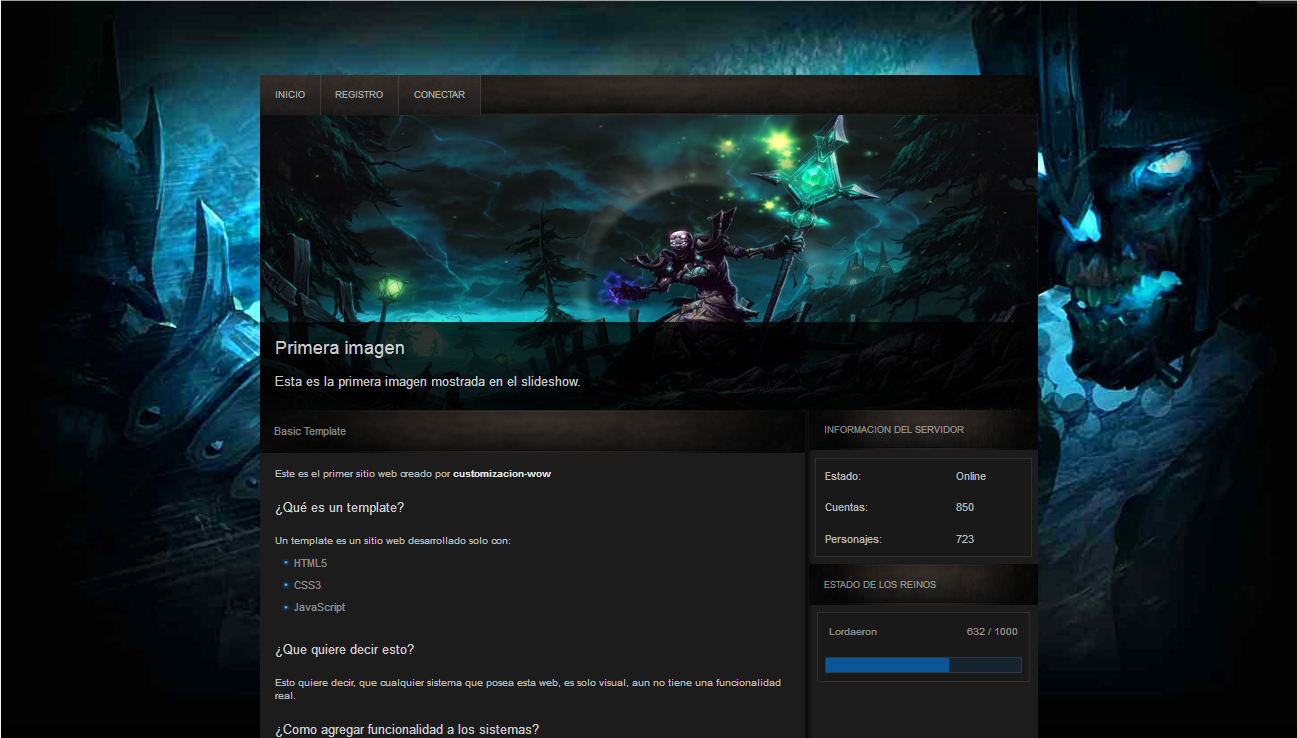 INICIO REGISTRO CONECTAR
Primera imagen
Esta es la primera imagen mostrada en el slideshow.
Basic Template
Este es el primer sitio web creado por customizacion-wow
¿Qué es un template?
Un template es un sitio web desarrollado solo con:
HTML5
CSS3
JavaScript
¿Que quiere decir esto?
Esto quiere decir, que cualquier sistema que posea esta web, es solo visual, aun no tiene una funcionalidad
real.
¿Como agregar funcionalidad a los sistemas?
INFORMACION DEL SERVIDOR
Estado: Online
Cuentas: 850
Personajes: 723
ESTADO DE LOS REINOS
Lordaeron 632 / 1000